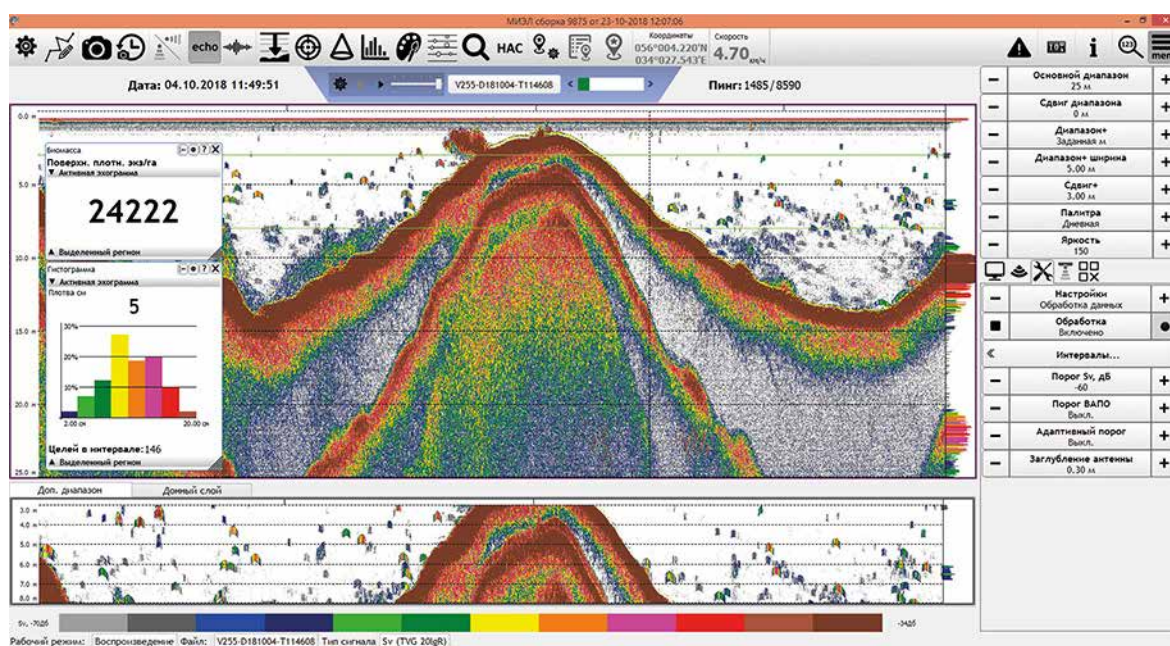 МИЭЛ сборка 9875 от 23-10-2018 12:07:06
echo
НАС
Координаты
056°004.220'N
034°027.543'E
Скорость
4.70 км/ч
i
123
Дата: 04.10.2018 11:49:51
V255-D181004-T114608
Пинг: 1485/8590
0.0 м
5.0 м
10.0 м
15.0 м
20.0 м
25.0 м
Биомасса
Поверхн. плотн. экз/га
Активная эхограмма
24222
Выделенный регион
Гистограмма
Активная эхограмма
Плотва см
5
30%
20%
10%
2.00 см 20.00 см
Целей в интервале: 146
Выделенный регион
Основной диапазон
25 м
Сдвиг диапазона
0 м
Диапазон+
Заданная м
Диапазон+ ширина
5.00 м
Сдвиг+
3.00 м
Палитра
Дневная
Яркость
150
Настройки
Обработка данных
Обработка
Включено
Интервалы...
Порог Sv, дБ
-60
Порог ВАПО
Выкл.
Адаптивный порог
Выкл.
Заглубление антенны
0.30 м
Доп. диапазон Донный слой
3.0 м
4.0 м
5.0 м
6.0 м
7.0 м
8.0 м
Sv, -70дБ -34дБ
Рабочий режим: Воспроизведение Файл: V255-D181004-T114608 Тип сигнала Sv (TVG 20lgR)